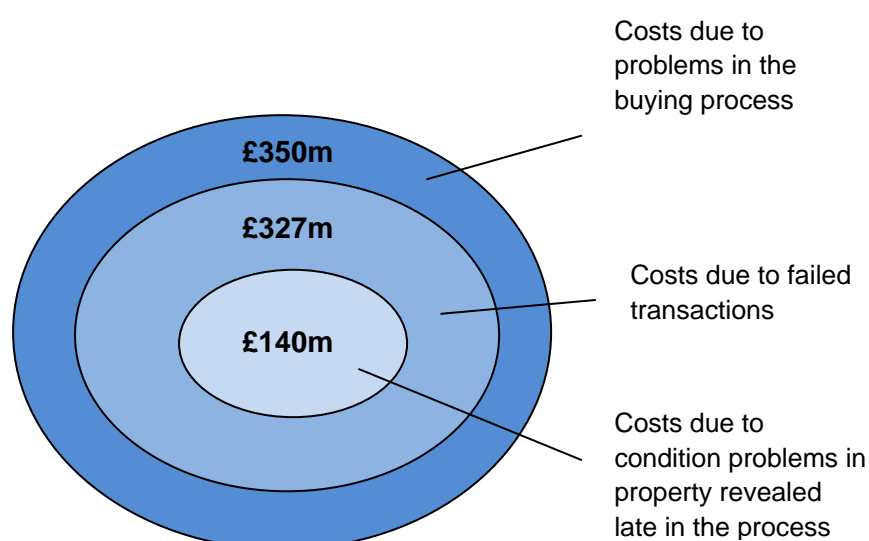 Costs due to
problems in the
buying process
£350m
£327m
Costs due to failed
transactions
£140m
Costs due to
condition problems in
property revealed
late in the process